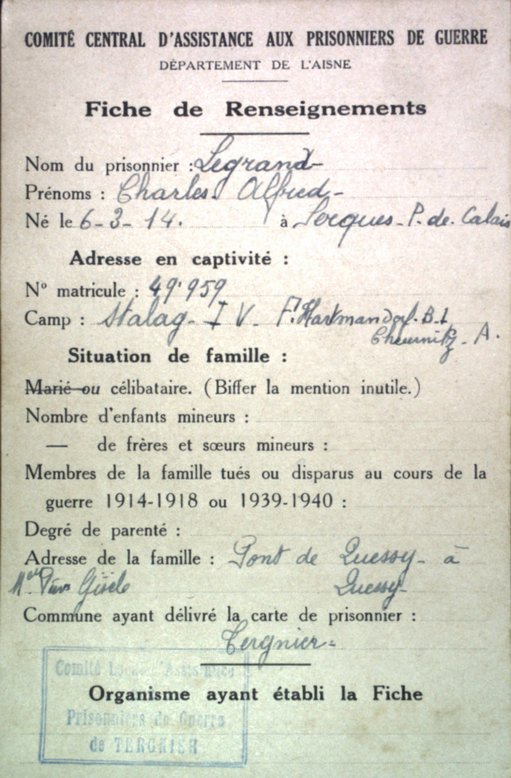 COMITÉ CENTRAL D'ASSISTANCE AUX PRISONNIERS DE GUERRE
DÉPARTEMENT DE L'AISNE
Fiche de Renseignements
Nom du prisonnier : Legrand
Prénoms : Charles Alfred
Né le 6-3-14. à Serques-P. de Calais
Adresse en captivité :
N° matricule : 49.959
Camp : Stalag- IV- F. Hartmandorf. B. 1
Chemnitz- A.
Situation de famille :
Marié ou célibataire. (Biffer la mention inutile.)
Nombre d'enfants mineurs :
— de frères et sœurs mineurs :
Membres de la famille tués ou disparus au cours de la
guerre 1914-1918 ou 1939-1940 :
Degré de parenté :
Adresse de la famille : Pont de Quessy- à
Gisèle Quessy-
Commune ayant délivré la carte de prisonnier :
Tergnier-
Comité Local d'Assistance
Organisme ayant établi la Fiche
Prisonniers de Guerre
de TERGNIER